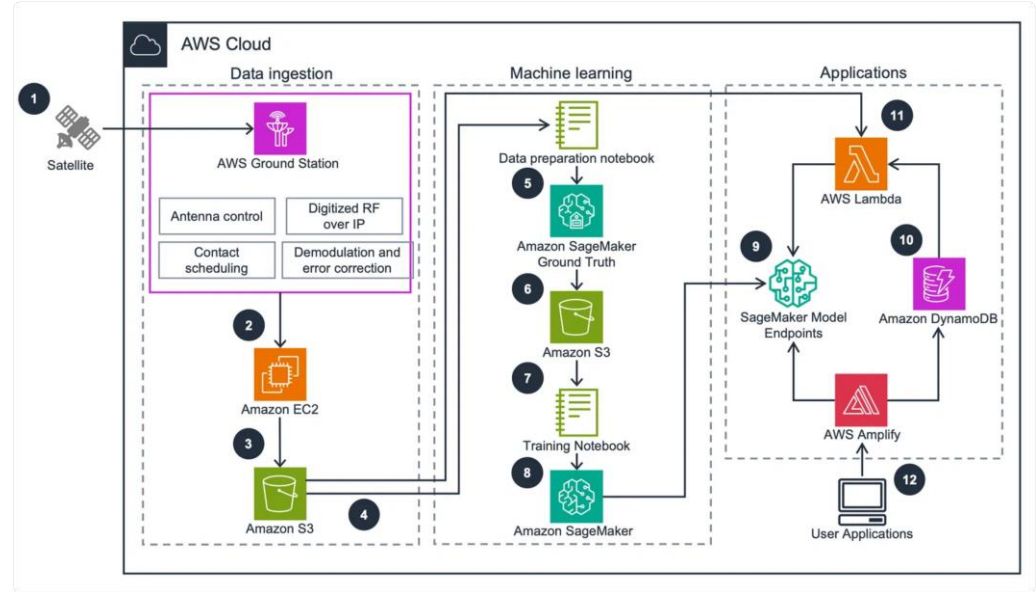 AWS Cloud
Data ingestion
Machine learning
Applications
1
Satellite
AWS Ground Station
Antenna control
Digitized RF
over IP
Contact
scheduling
Demodulation and
error correction
2
Amazon EC2
3
Amazon S3
4
Data preparation notebook
5
Amazon SageMaker
Ground Truth
6
Amazon S3
7
Training Notebook
8
Amazon SageMaker
11
AWS Lambda
9
SageMaker Model
Endpoints
10
Amazon DynamoDB
AWS Amplify
12
User Applications